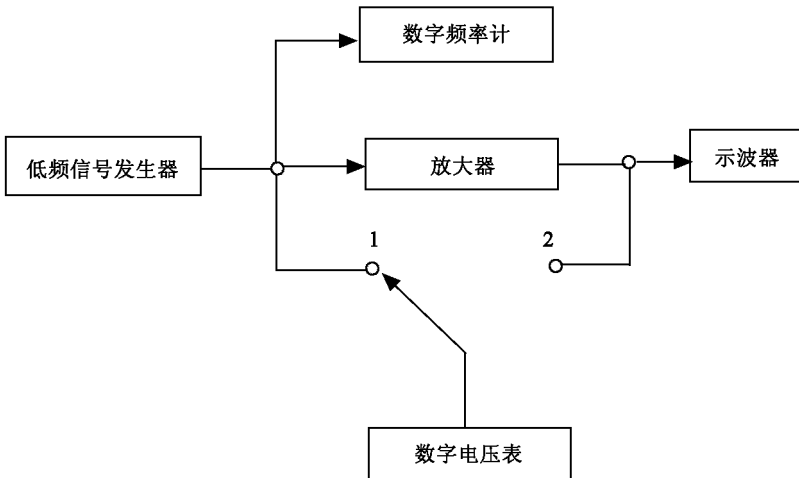 数字频率计
低频信号发生器
放大器
示波器
1
2
数字电压表